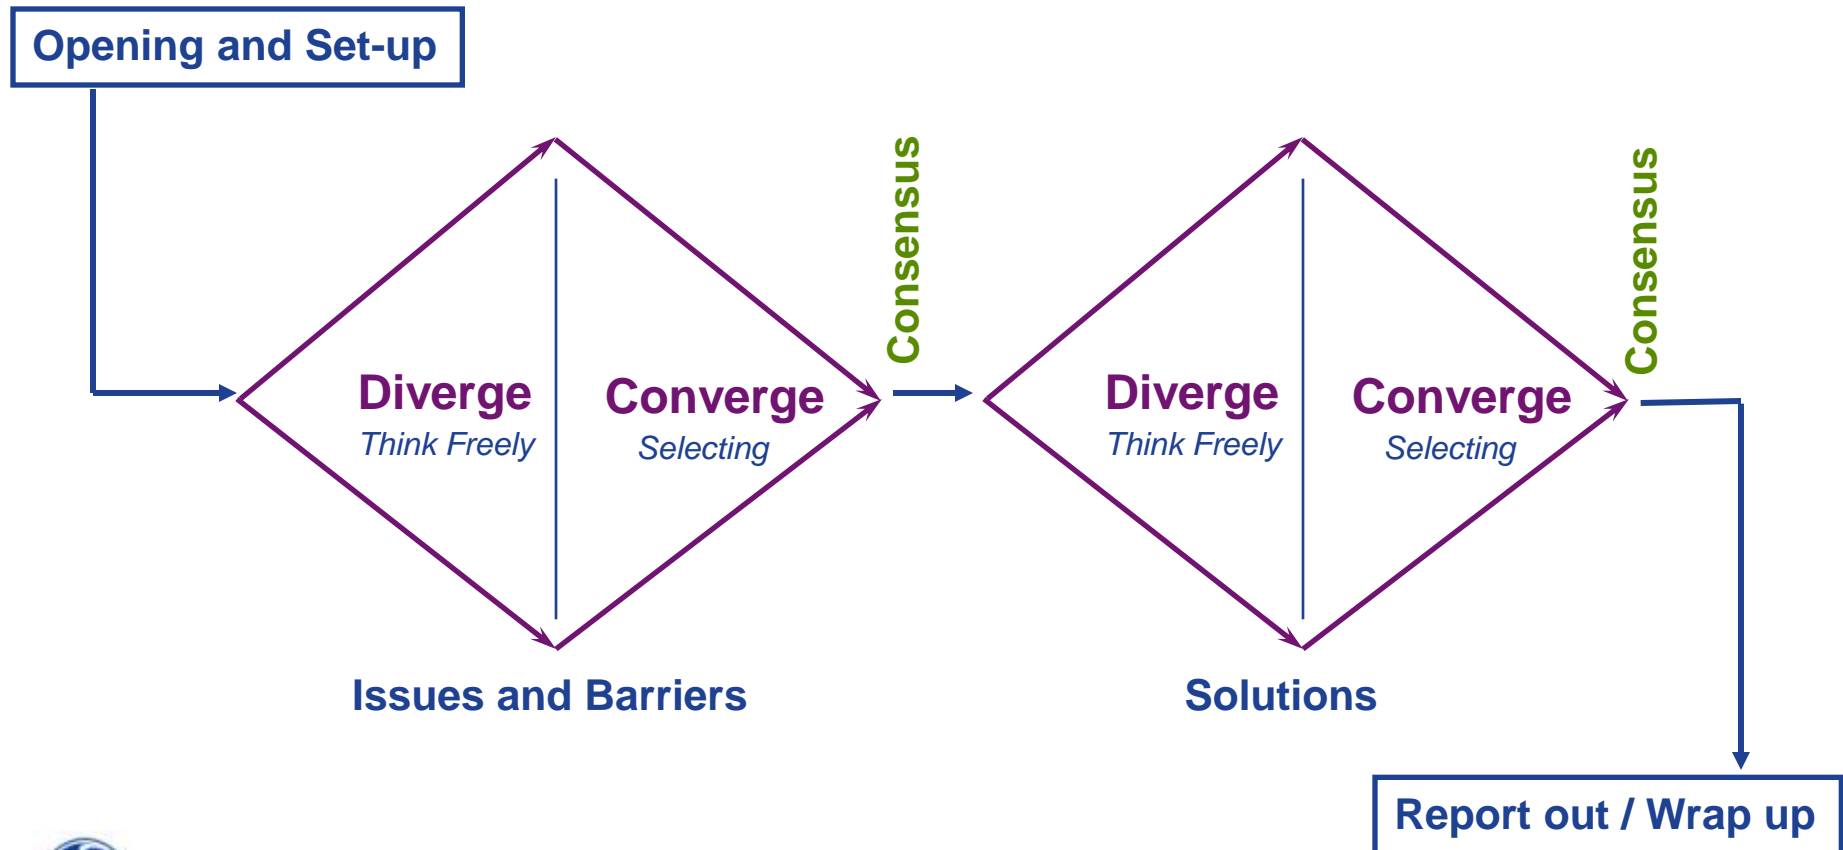 Opening and Set-up
Consensus
Consensus
Diverge
Think Freely
Converge
Selecting
Diverge
Think Freely
Converge
Selecting
Issues and Barriers
Solutions
Report out / Wrap up